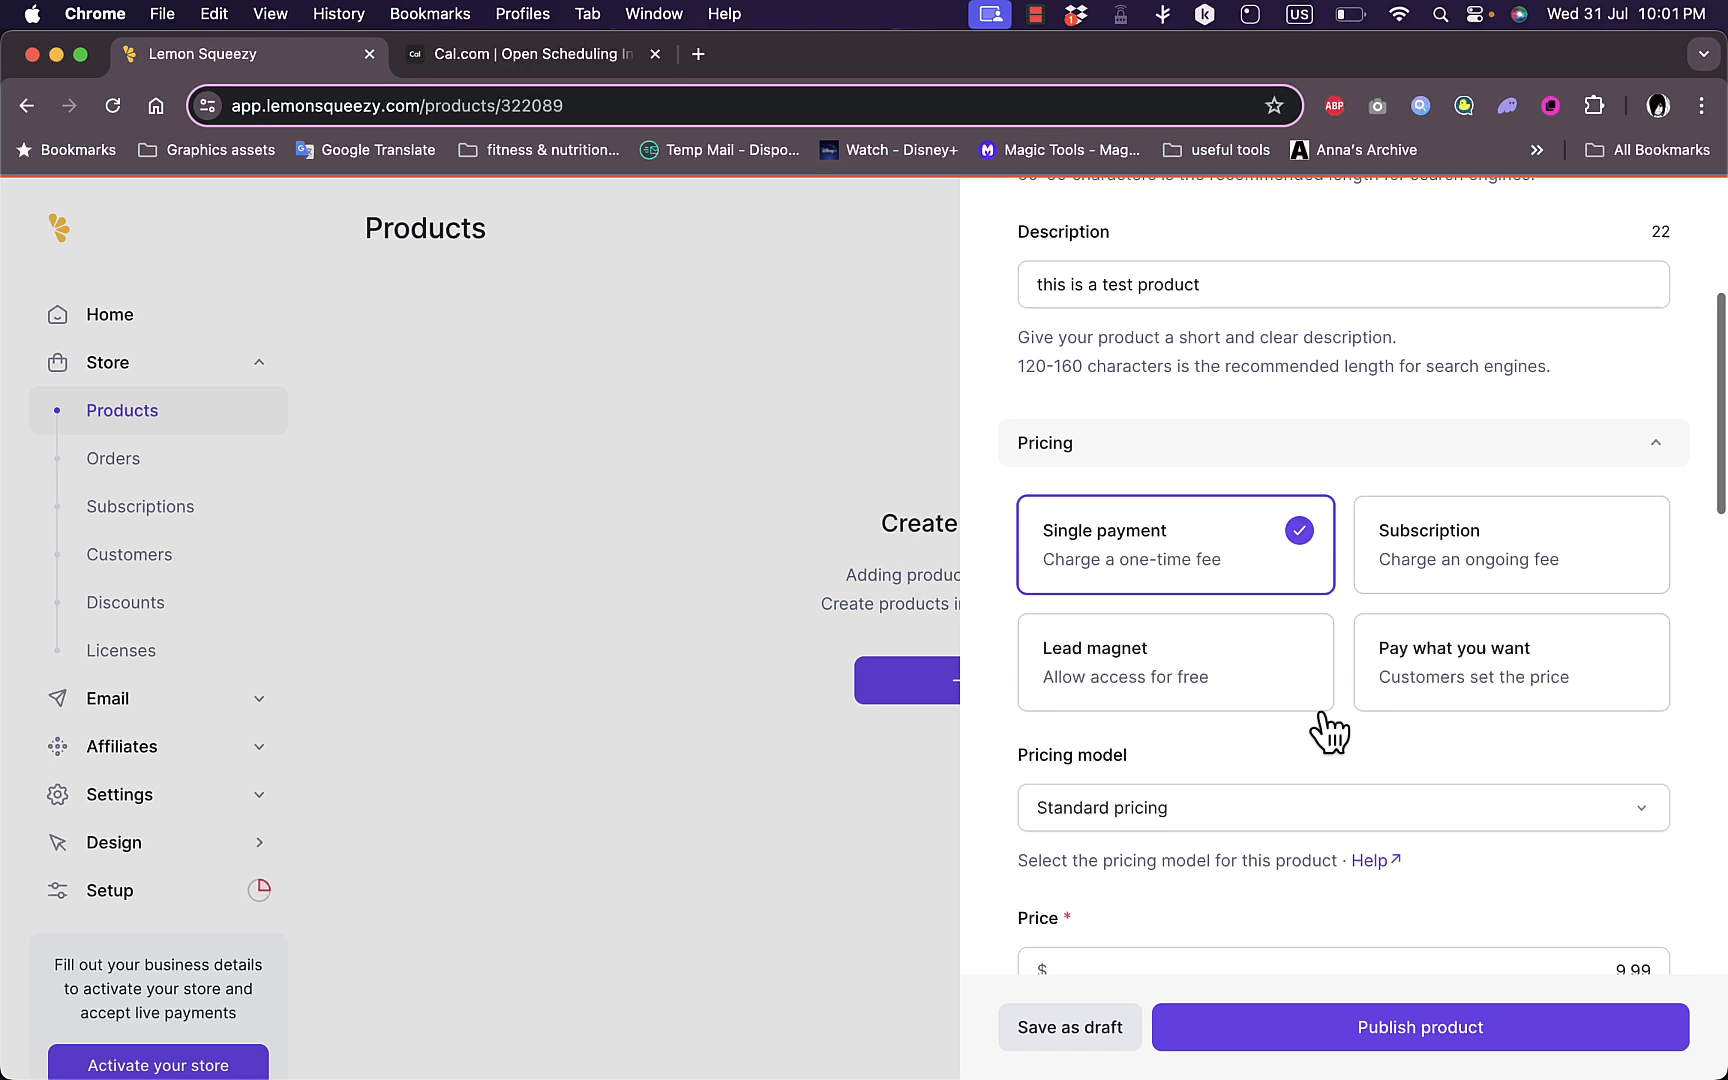 Chrome File Edit View History Bookmarks Profiles Tab Window Help 1 US Wed 31 Jul 10:01 PM
Lemon Squeezy Cal Cal.com | Open Scheduling In
app.lemonsqueezy.com/products/322089 ABP
Bookmarks Graphics assets Google Translate fitness & nutrition... Temp Mail - Dispo... Watch - Disney+ Magic Tools - Mag... useful tools Anna's Archive All Bookmarks
Products
Home
Store
Products
Orders
Subscriptions
Customers
Discounts
Licenses
Email
Affiliates
Settings
Design
Setup
Fill out your business details
to activate your store and
accept live payments
Activate your store
Create
Adding produc
Create products i
Description 22
this is a test product
Give your product a short and clear description.
120-160 characters is the recommended length for search engines.
Pricing
Single payment
Charge a one-time fee
Subscription
Charge an ongoing fee
Lead magnet
Allow access for free
Pay what you want
Customers set the price
Pricing model
Standard pricing
Select the pricing model for this product · Help
Price *
$ 9.99
Save as draft Publish product